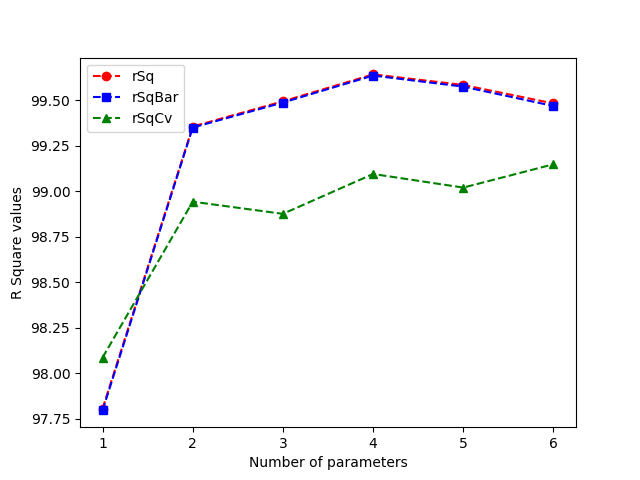 rSq
rSqBar
rSqCv
99.50
99.25
99.00
98.75
98.50
98.25
98.00
97.75
R Square values
1 2 3 4 5 6
Number of parameters